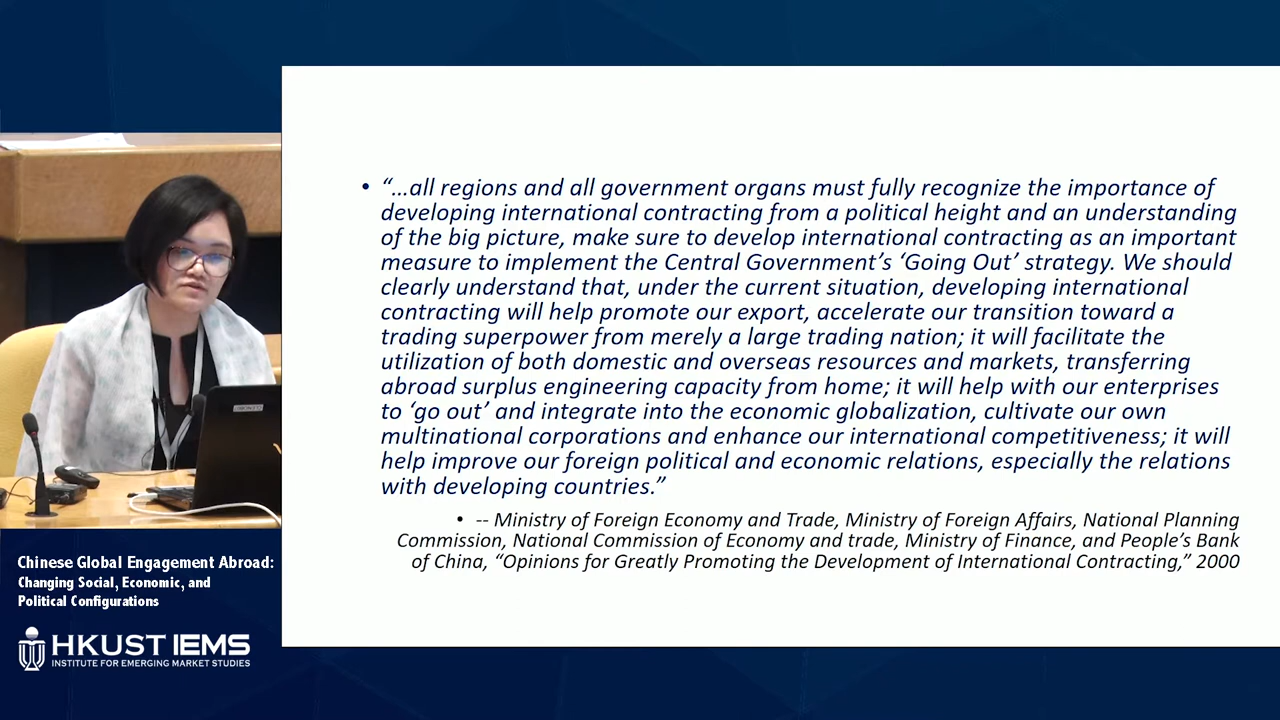 • “…all regions and all government organs must fully recognize the importance of
developing international contracting from a political height and an understanding
of the big picture, make sure to develop international contracting as an important
measure to implement the Central Government’s ‘Going Out’ strategy. We should
clearly understand that, under the current situation, developing international
contracting will help promote our export, accelerate our transition toward a
trading superpower from merely a large trading nation; it will facilitate the
utilization of both domestic and overseas resources and markets, transferring
abroad surplus engineering capacity from home; it will help with our enterprises
to ‘go out’ and integrate into the economic globalization, cultivate our own
multinational corporations and enhance our international competitiveness; it will
help improve our foreign political and economic relations, especially the relations
with developing countries.”
• -- Ministry of Foreign Economy and Trade, Ministry of Foreign Affairs, National Planning
Commission, National Commission of Economy and trade, Ministry of Finance, and People’s Bank
of China, “Opinions for Greatly Promoting the Development of International Contracting,” 2000
Chinese Global Engagement Abroad:
Changing Social, Economic, and
Political Configurations
HKUST IEMS
INSTITUTE FOR EMERGING MARKET STUDIES